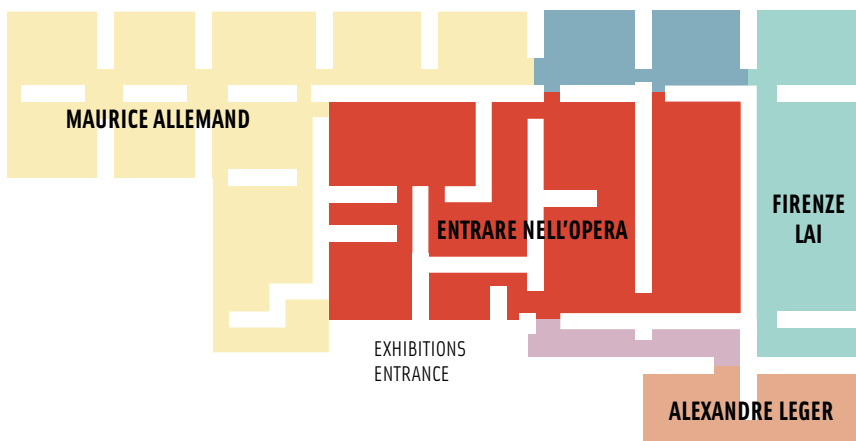 MAURICE ALLEMAND
ENTRARE NELL'OPERA
FIRENZE
LAI
EXHIBITIONS
ENTRANCE
ALEXANDRE LEGER